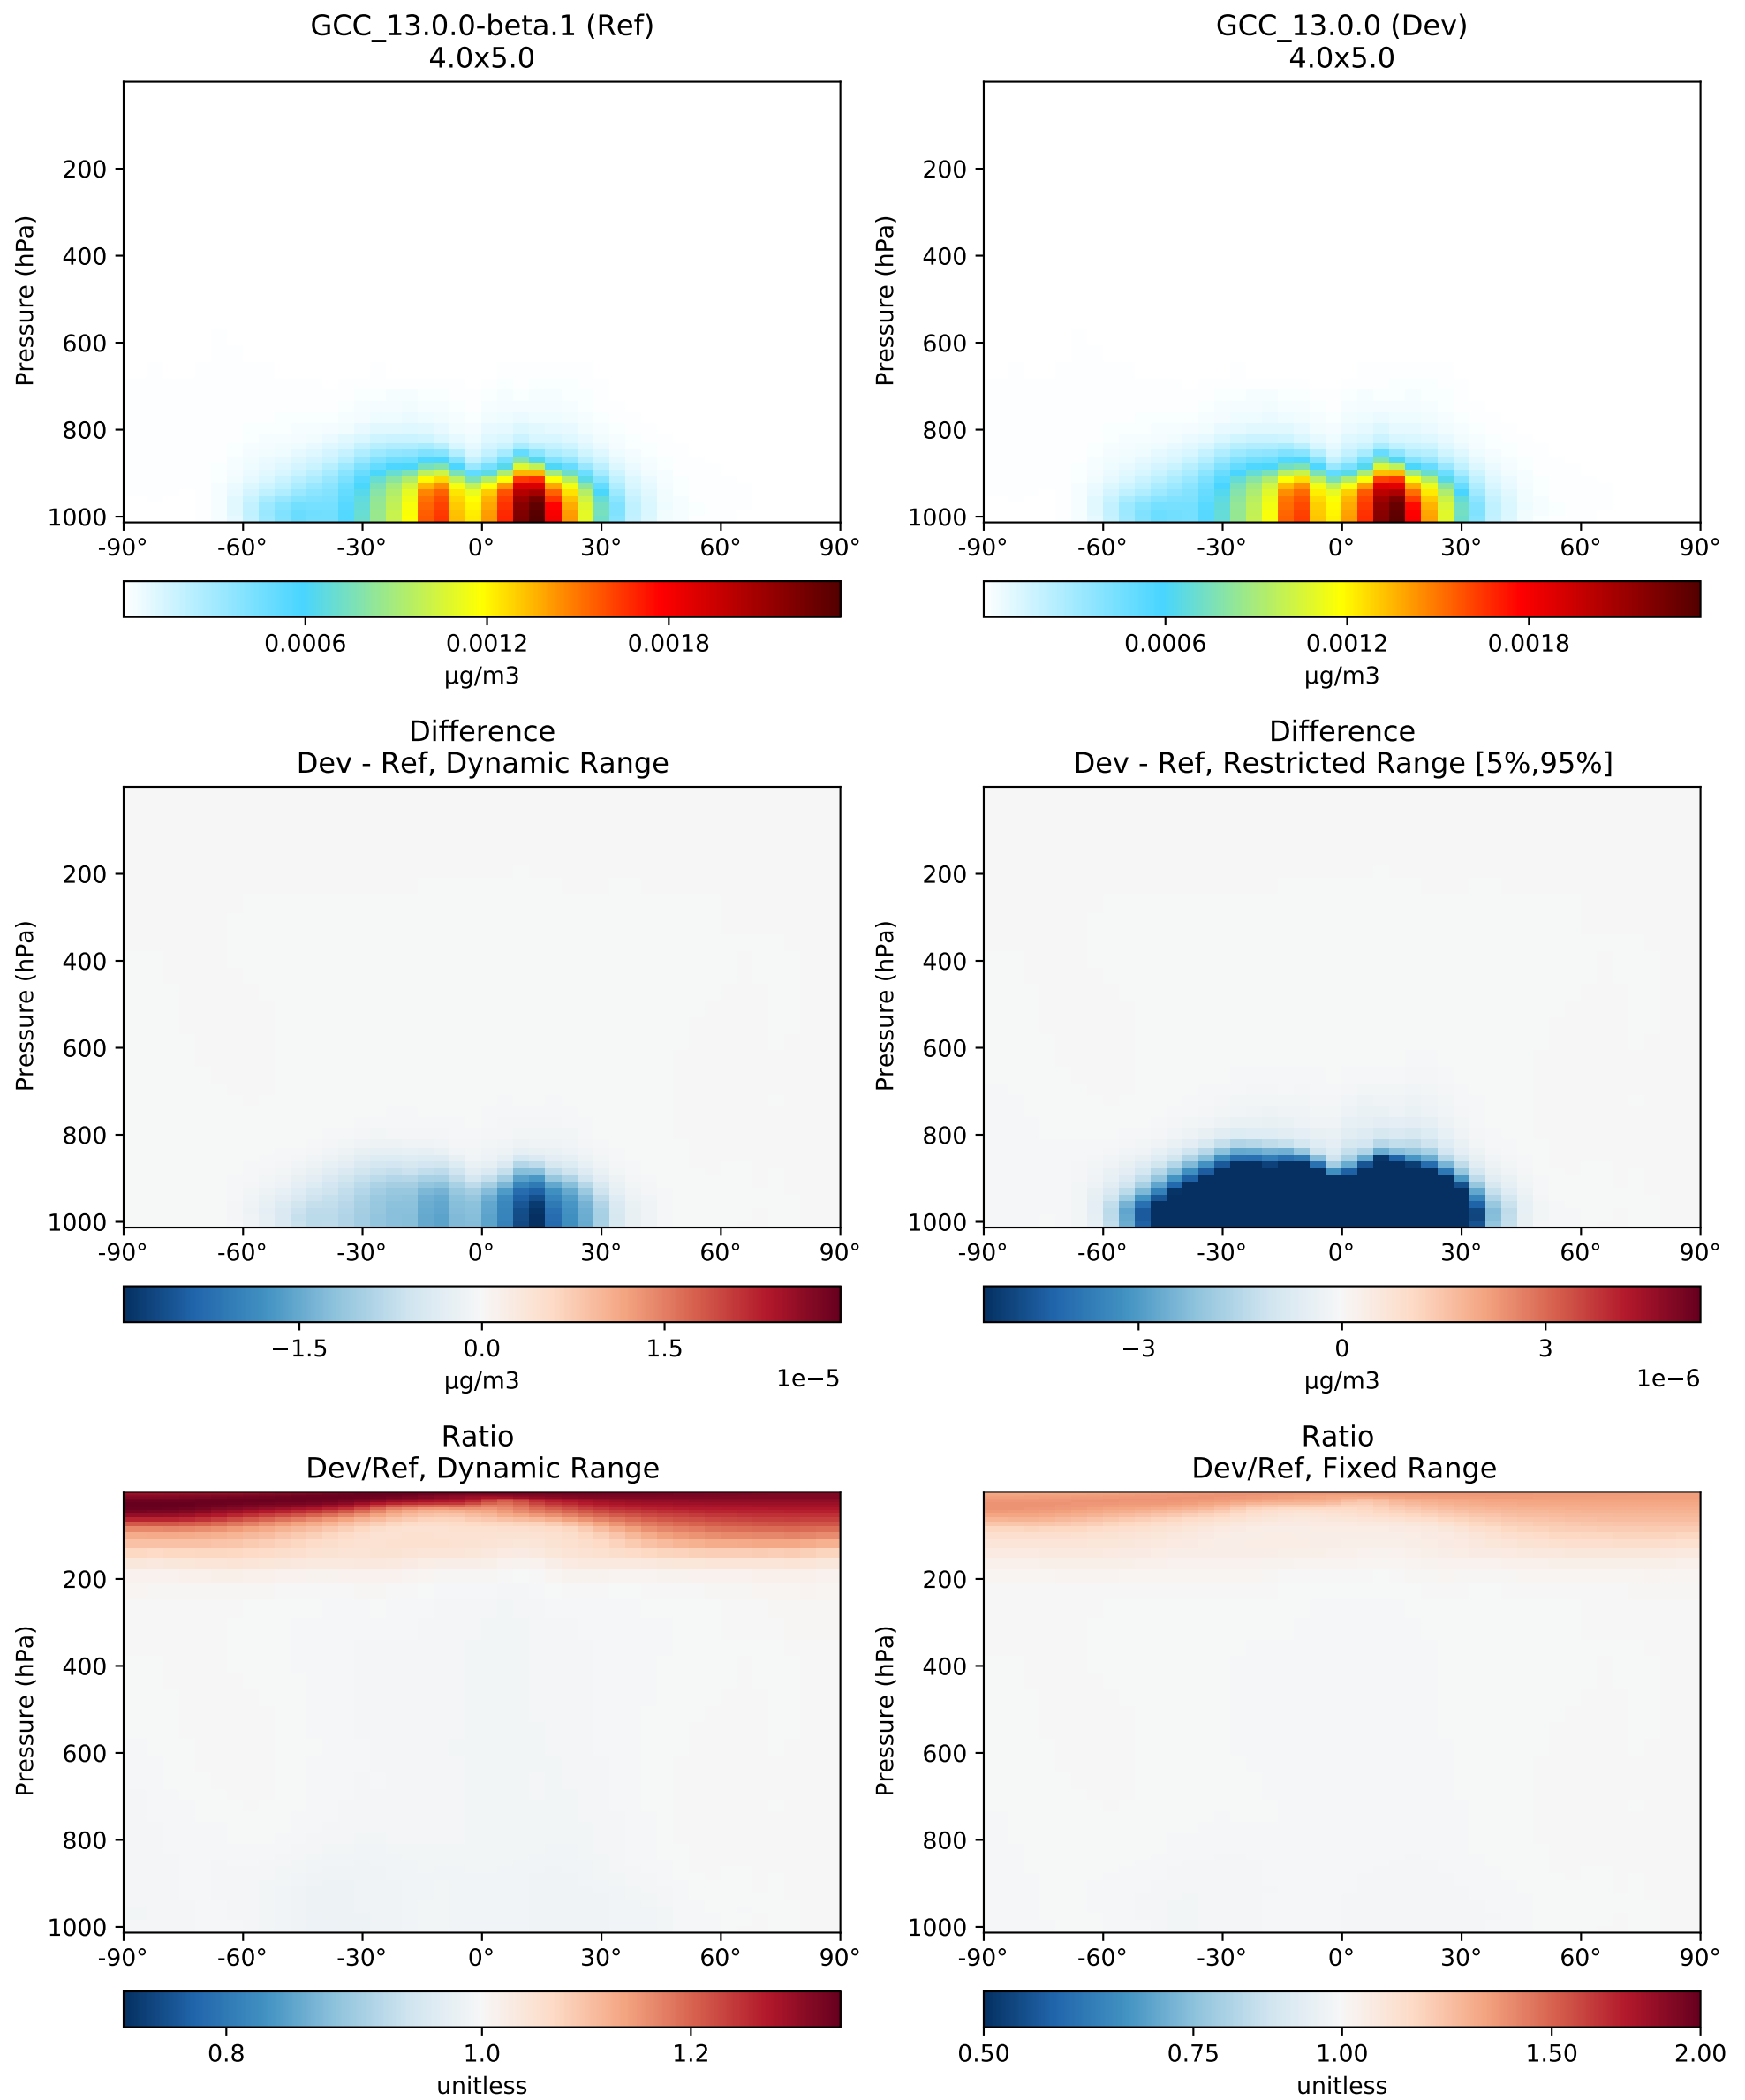 GCC_13.0.0-beta.1 (Ref)
4.0x5.0
Pressure (hPa)
200
400
600
800
1000
-90° -60° -30° 0° 30° 60° 90°
0.0006 0.0012 0.0018
μg/m3
GCC_13.0.0 (Dev)
4.0x5.0
Pressure (hPa)
200
400
600
800
1000
-90° -60° -30° 0° 30° 60° 90°
0.0006 0.0012 0.0018
μg/m3
Difference
Dev - Ref, Dynamic Range
Pressure (hPa)
200
400
600
800
1000
-90° -60° -30° 0° 30° 60° 90°
−1.5 0.0 1.5
μg/m3 1e−5
Difference
Dev - Ref, Restricted Range [5%,95%]
Pressure (hPa)
200
400
600
800
1000
-90° -60° -30° 0° 30° 60° 90°
−3 0 3
μg/m3 1e−6
Ratio
Dev/Ref, Dynamic Range
Pressure (hPa)
200
400
600
800
1000
-90° -60° -30° 0° 30° 60° 90°
0.8 1.0 1.2
unitless
Ratio
Dev/Ref, Fixed Range
Pressure (hPa)
200
400
600
800
1000
-90° -60° -30° 0° 30° 60° 90°
0.50 0.75 1.00 1.50 2.00
unitless